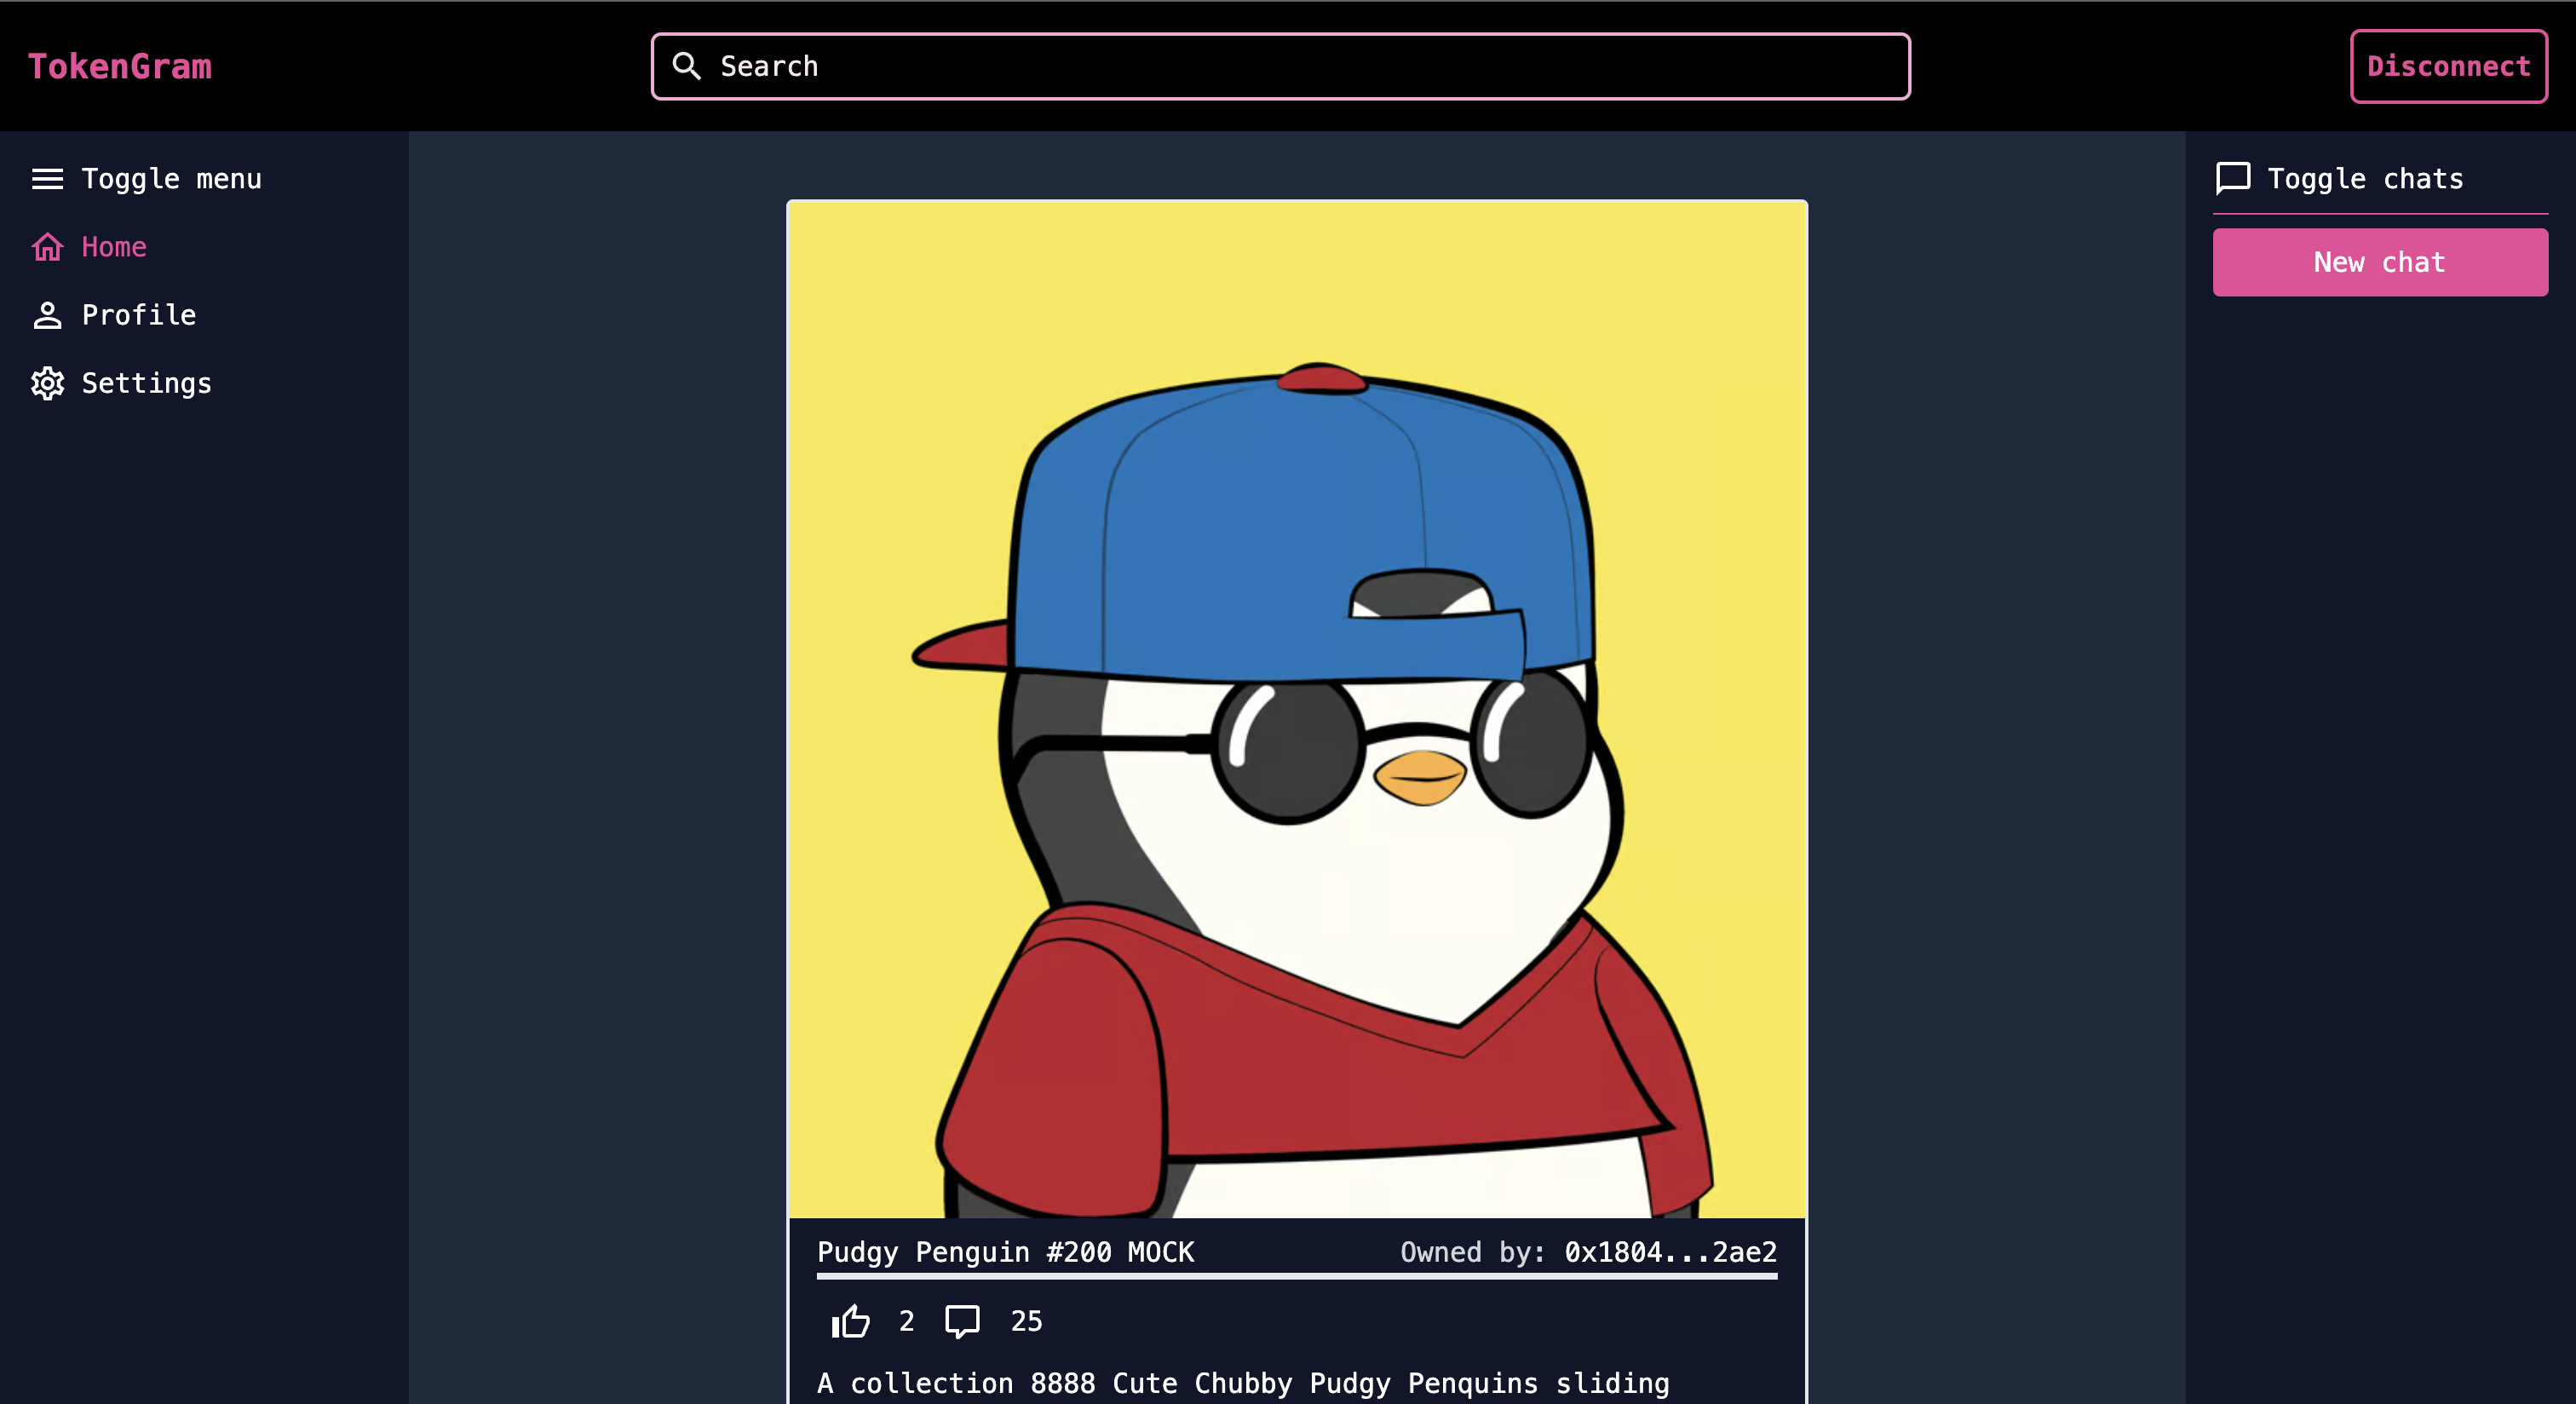 TokenGram
Search
Disconnect
Toggle menu
Home
Profile
Settings
Toggle chats
New chat
Pudgy Penguin #200 MOCK
Owned by: 0x1804...2ae2
2
25
A collection 8888 Cute Chubby Pudgy Penquins sliding